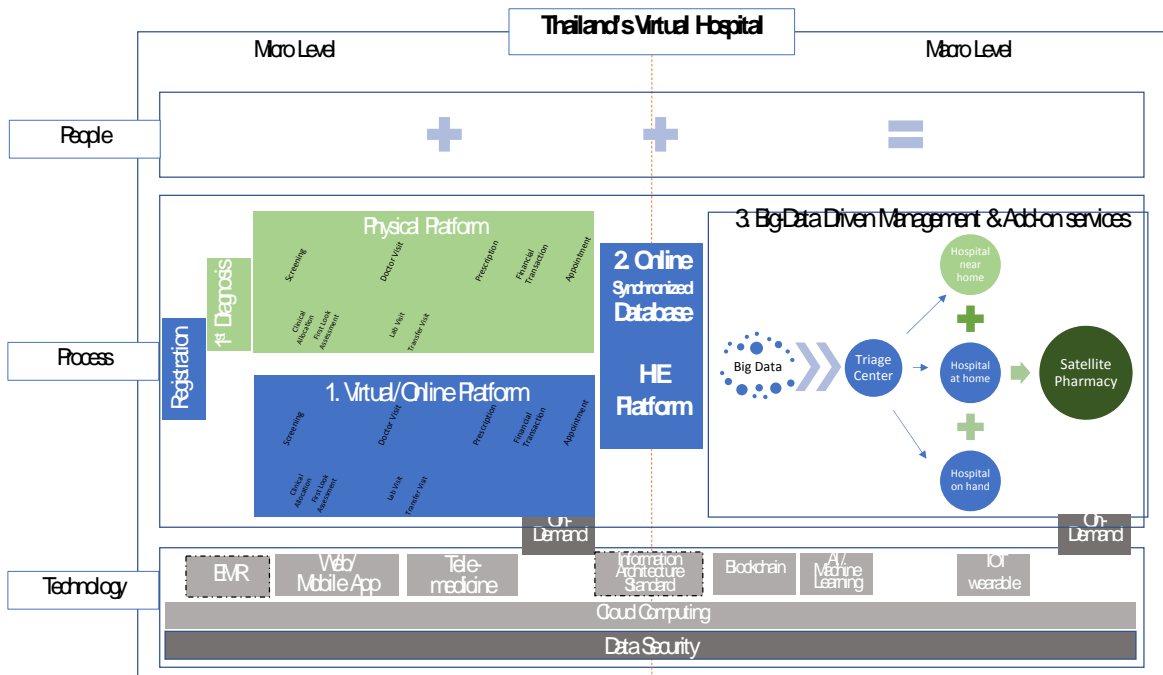 Thailand's Virtual Hospital
Micro Level
Macro Level
People
Process
Registration
1st Diagnosis
Physical Platform
Screening
Doctor Visit
Prescription
Financial
Transaction
Appointment
Clinical
Allocation
First Look
Assessment
Lab Visit
Transfer Visit
1. Virtual/Online Platform
Screening
Doctor Visit
Prescription
Financial
Transaction
Appointment
Clinical
Allocation
First Look
Assessment
Lab Visit
Transfer Visit
2. Online
Synchronized
Database
HIE
Platform
3. Big-Data Driven Management & Add-on services
Big Data
Triage
Center
Hospital
near
home
Hospital
at home
Hospital
on hand
Satellite
Pharmacy
On-
Demand
On-
Demand
Technology
EMR
Web/
Mobile App
Tele-
medicine
Information
Architecture
Standard
Blockchain
AI/
Machine
Learning
IoT
wearable
Cloud Computing
Data Security